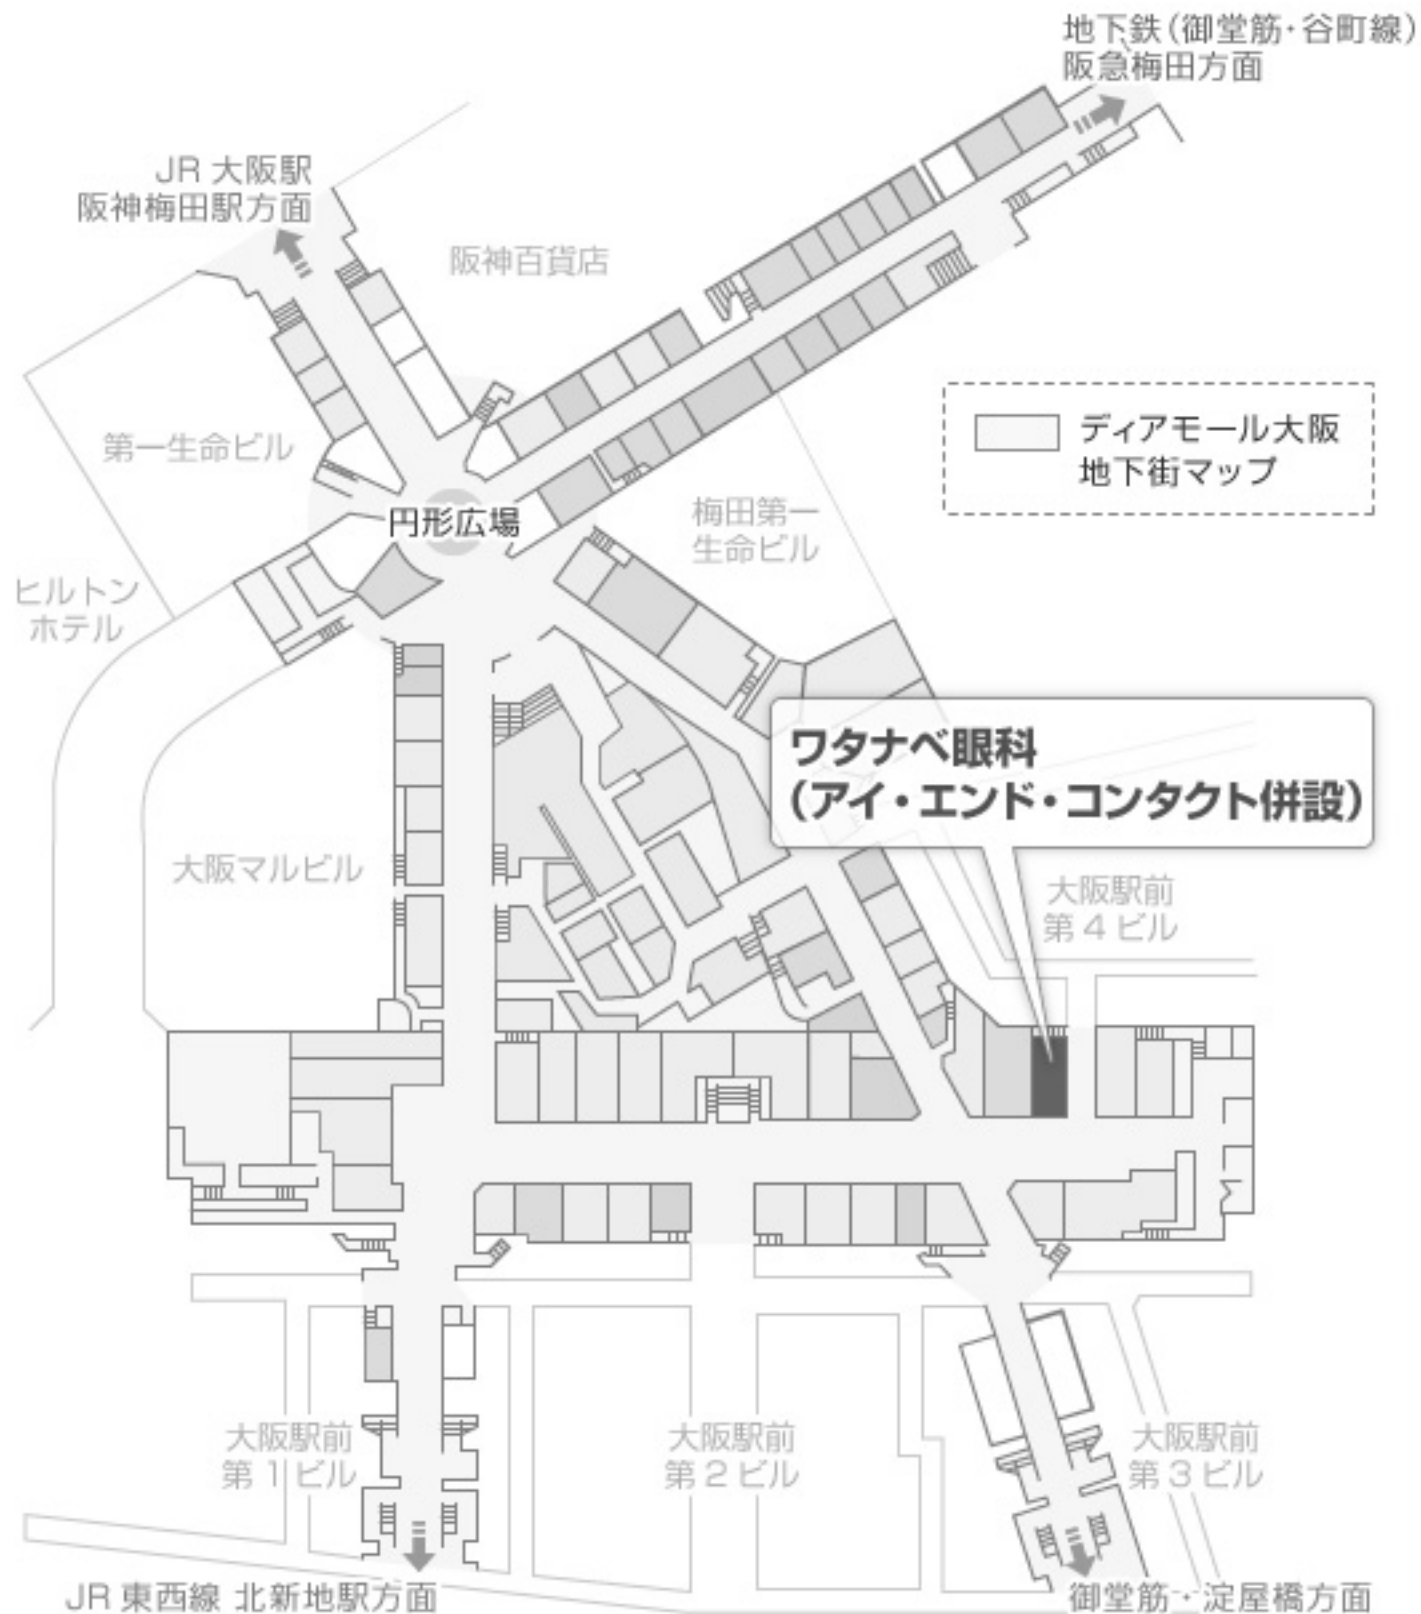 地下鉄(御堂筋・谷町線)
阪急梅田方面
JR 大阪駅
阪神梅田駅方面
阪神百貨店
ディアモール大阪
地下街マップ
第一生命ビル
円形広場
梅田第一
生命ビル
ヒルトン
ホテル
ワタナベ眼科
(アイ・エンド・コンタクト併設)
大阪マルビル
大阪駅前
第4ビル
大阪駅前
第1ビル
大阪駅前
第2ビル
大阪駅前
第3ビル
JR 東西線 北新地駅方面
御堂筋・淀屋橋方面